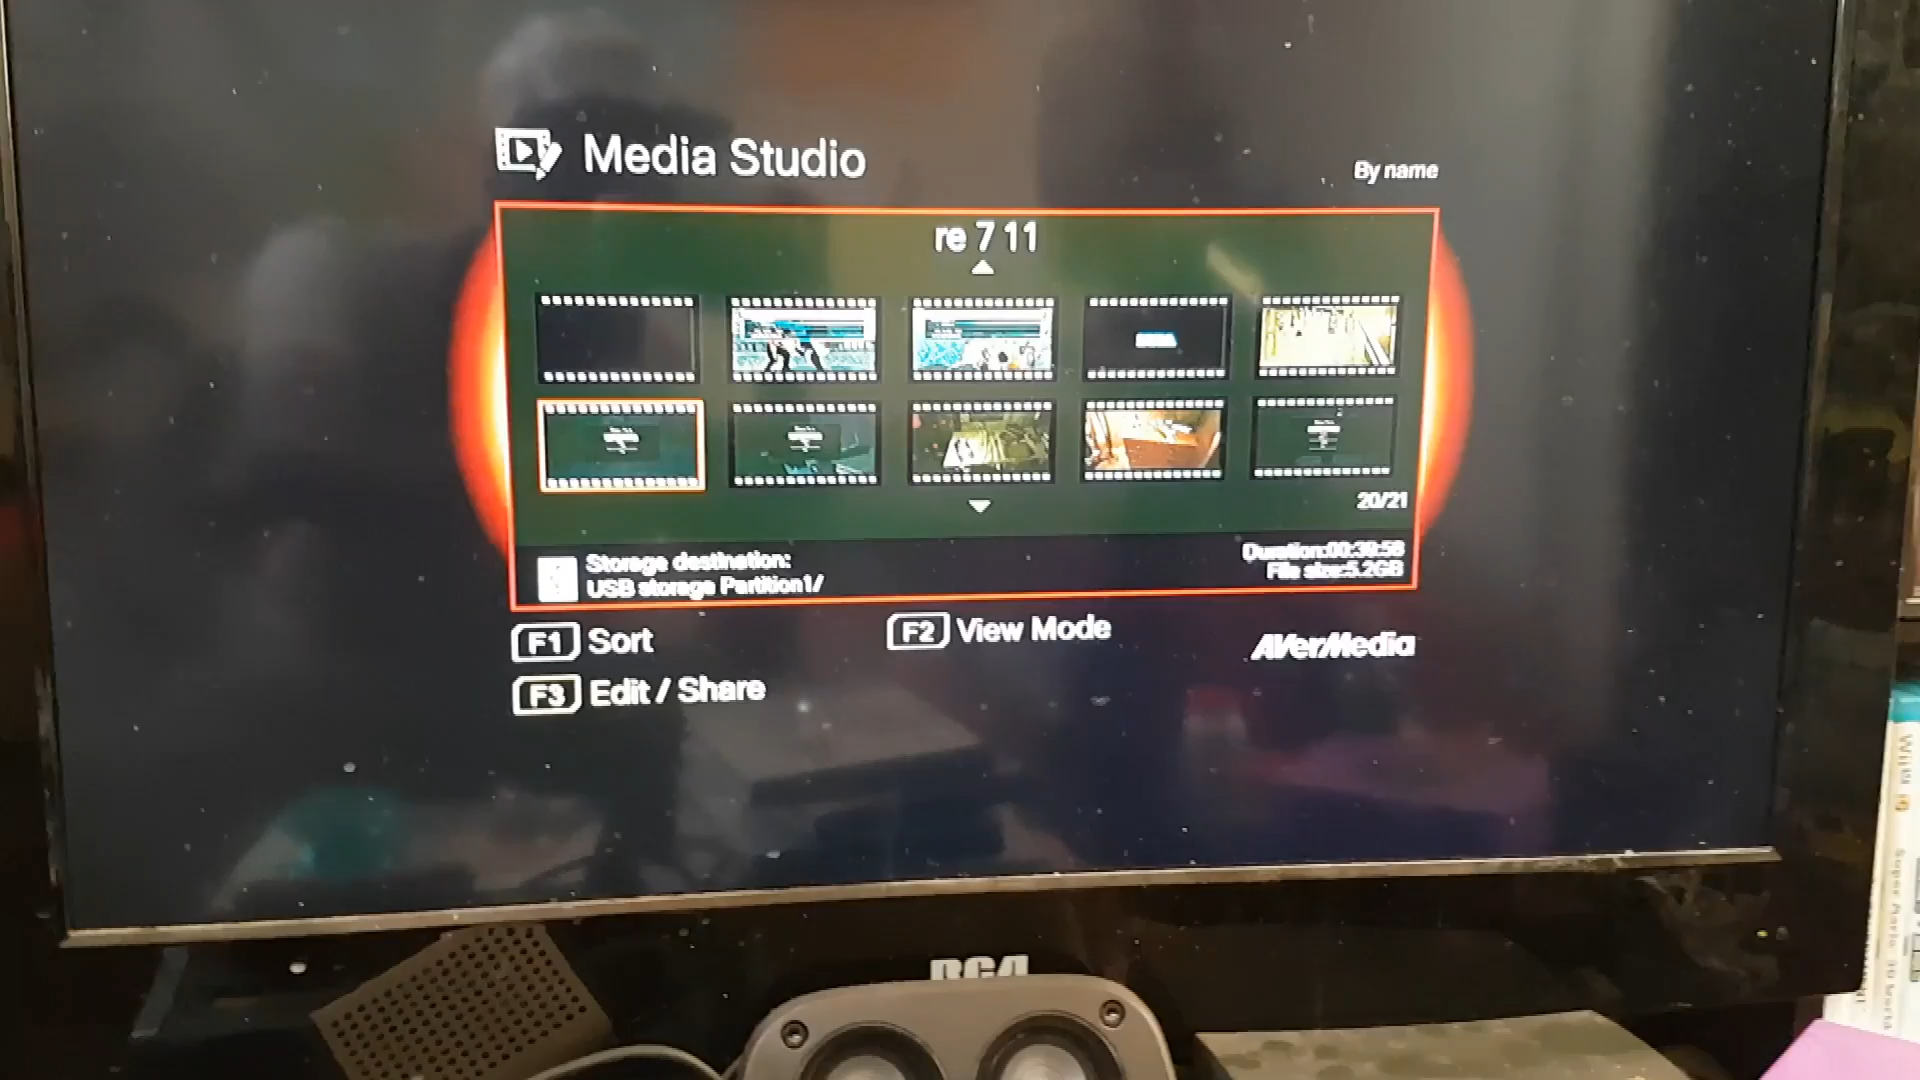 Media Studio
By name
re 7 11
20/21
Storage destination:
USB storage Partition1/
Duration:00:39:58
File size:5.2GB
F1 Sort
F2 View Mode
F3 Edit / Share
AVerMedia
RCA